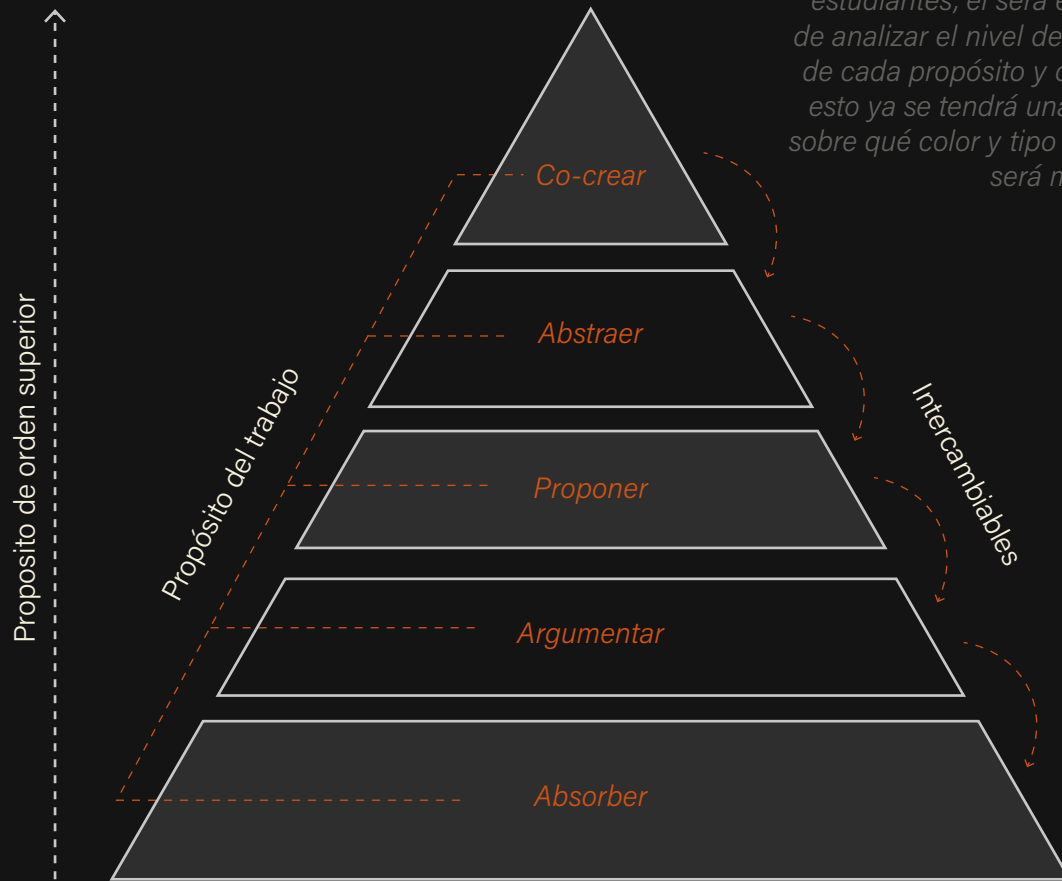 estudiantes, él será e
de analizar el nivel de
de cada propósito y
esto ya se tendrá una
sobre qué color y tipo
será
Co-crear
Abstraer
Proponer
Argumentar
Absorber
Proposito de orden superior
Propósito del trabajo
Intercambiables